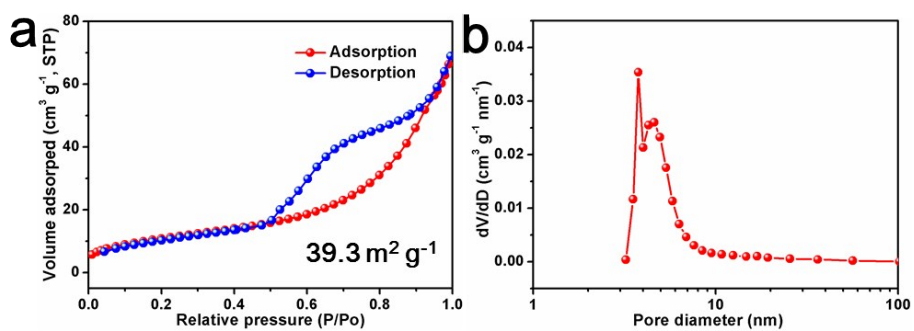 a
Volume adsorped (cm³ g⁻¹, STP)
80
60
40
20
0
Adsorption
Desorption
39.3 m² g⁻¹
0.0 0.2 0.4 0.6 0.8 1.0
Relative pressure (P/Po)
b
dV/dD (cm³ g⁻¹ nm⁻¹)
0.04
0.03
0.02
0.01
0.00
1 10 100
Pore diameter (nm)